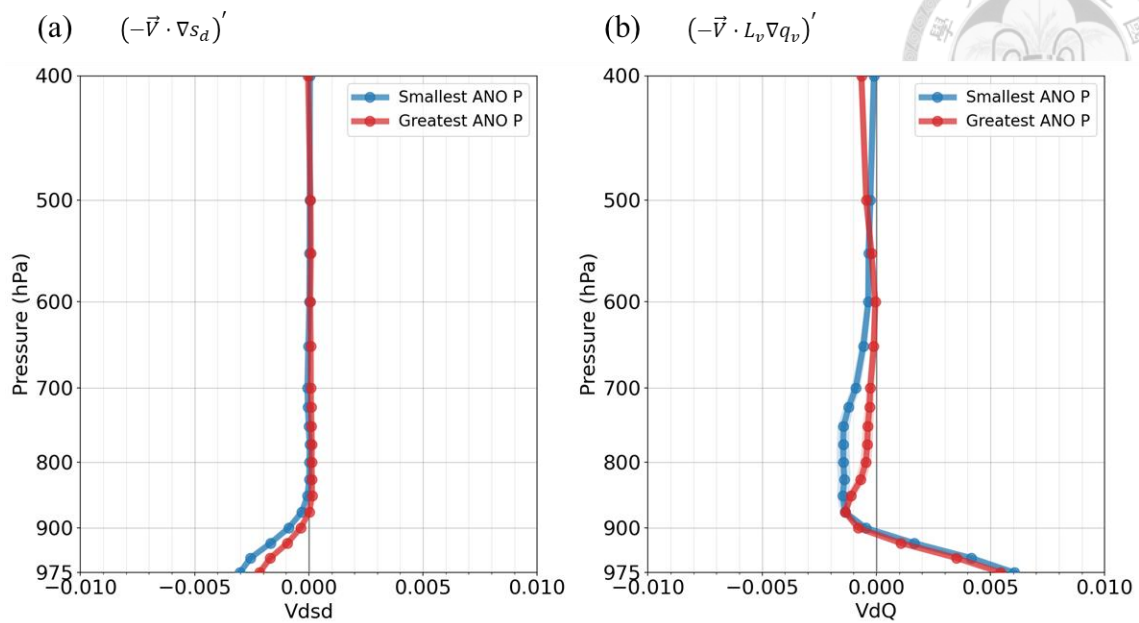 (a) (−V⃗ · ∇s_d)′
(b) (−V⃗ · L_v∇q_v)′
學
國
400
500
600
700
800
900
975
Pressure (hPa)
Smallest ANO P
Greatest ANO P
−0.010
−0.005
0.000
0.005
0.010
Vdsd
400
500
600
700
800
900
975
Pressure (hPa)
Smallest ANO P
Greatest ANO P
−0.010
−0.005
0.000
0.005
0.010
VdQ